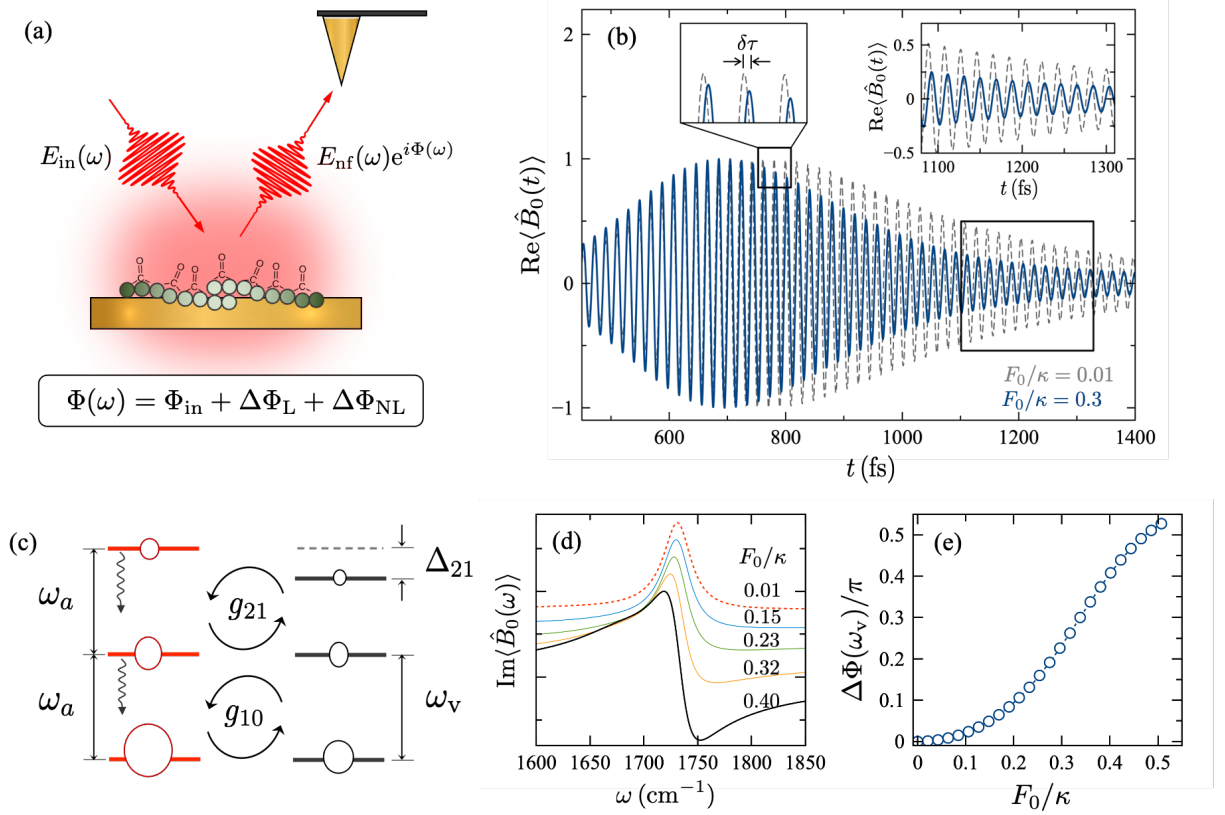 (a)
E_in(ω)
E_nf(ω)e^{iΦ(ω)}
O O O O O O O
C C C C C C C
Φ(ω) = Φ_in + ΔΦ_L + ΔΦ_NL
(b)
Re⟨B̂_0(t)⟩
2
1
0
−1
600 800 1000 1200 1400
t (fs)
δτ
Re⟨B̂_0(t)⟩
0.5
0
−0.5
1100 1200 1300
t (fs)
F_0/κ = 0.01
F_0/κ = 0.3
(c)
ω_a
ω_a
g_21
g_10
Δ_21
ω_v
(d)
Im⟨B̂_0(ω)⟩
F_0/κ
0.01
0.15
0.23
0.32
0.40
1600 1650 1700 1750 1800 1850
ω (cm⁻¹)
(e)
ΔΦ(ω_v)/π
0.5
0.4
0.3
0.2
0.1
0
0 0.1 0.2 0.3 0.4 0.5
F_0/κ